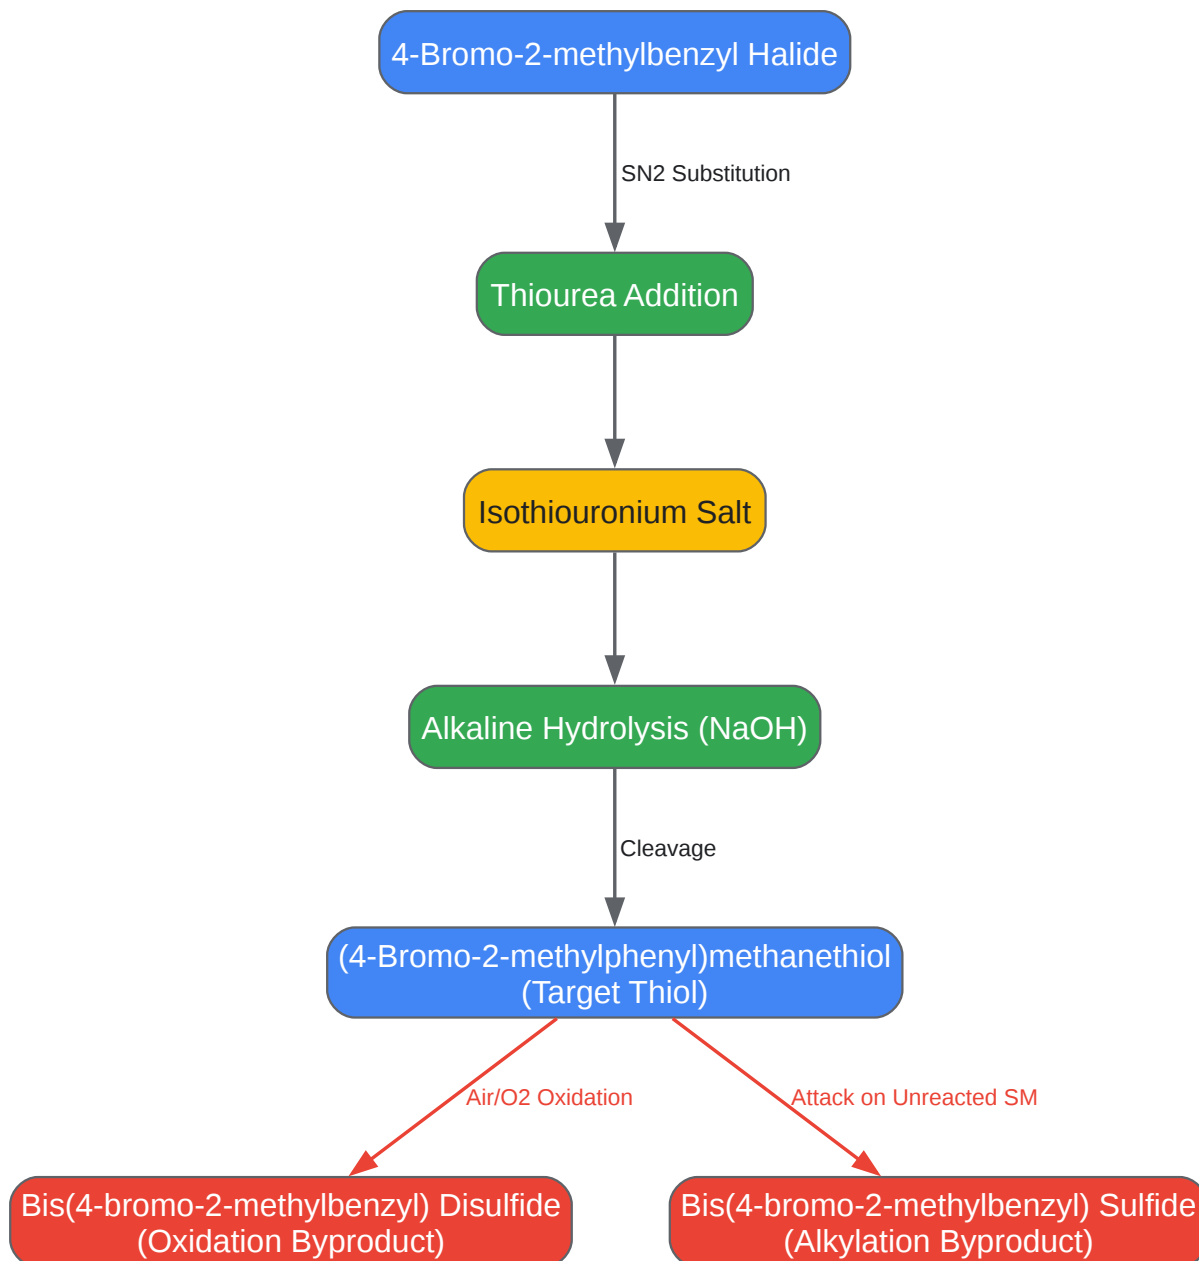 4-Bromo-2-methylbenzyl Halide
SN2 Substitution
Thiourea Addition
Isothiouronium Salt
Alkaline Hydrolysis (NaOH)
Cleavage
(4-Bromo-2-methylphenyl)methanethiol
(Target Thiol)
Air/O2 Oxidation
Attack on Unreacted SM
Bis(4-bromo-2-methylbenzyl) Disulfide
(Oxidation Byproduct)
Bis(4-bromo-2-methylbenzyl) Sulfide
(Alkylation Byproduct)